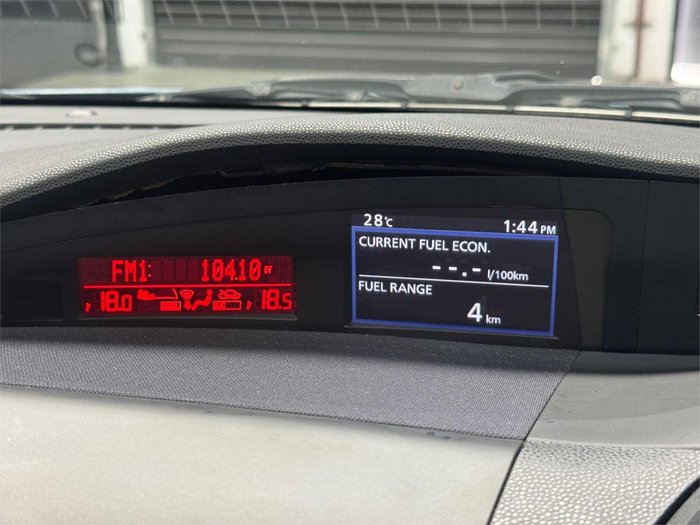 28°C 1:44 PM
CURRENT FUEL ECON.
--.- l/100km
FUEL RANGE
4 km
FM1 104.10 ST
18.0 18.5